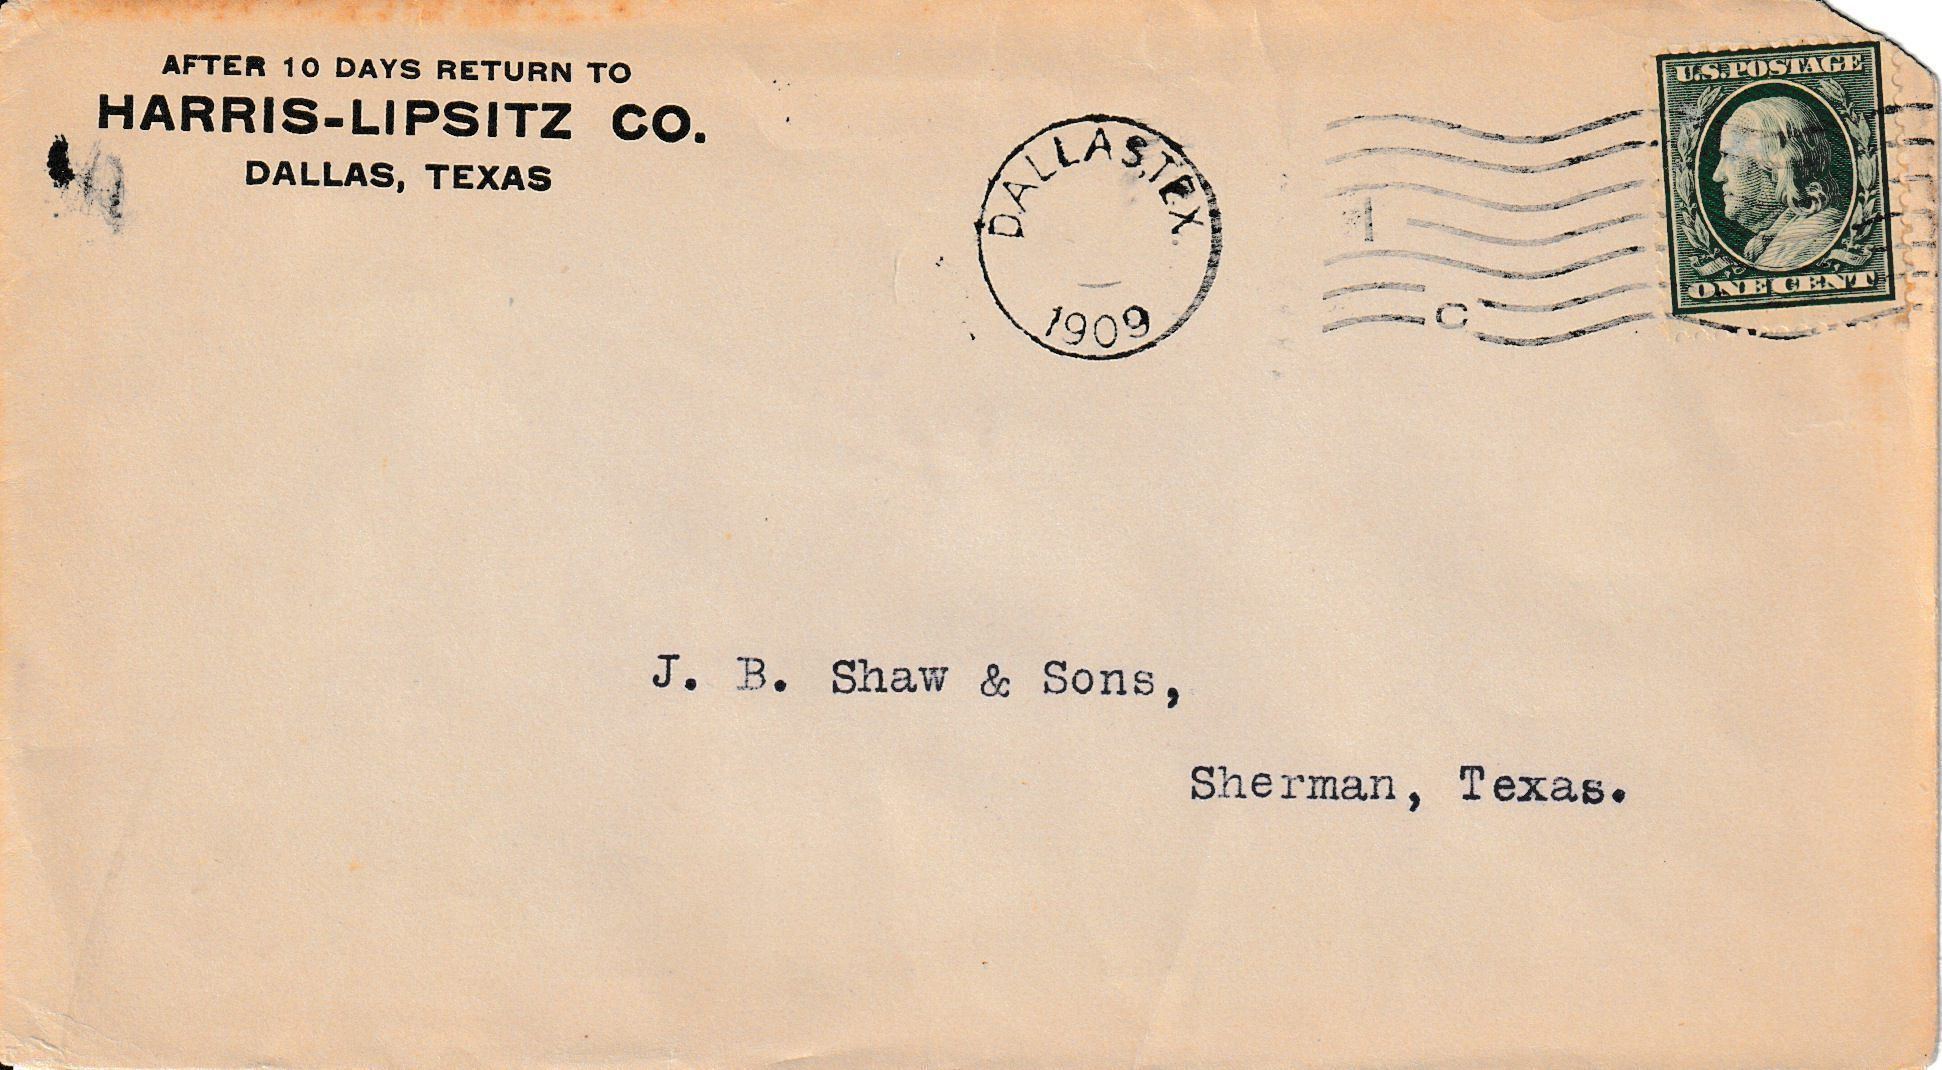 AFTER 10 DAYS RETURN TO
HARRIS-LIPSITZ CO.
DALLAS, TEXAS
DALLAS, TEX.
1909
1
C
U.S. POSTAGE
ONE CENT
J. B. Shaw & Sons,
Sherman, Texas.